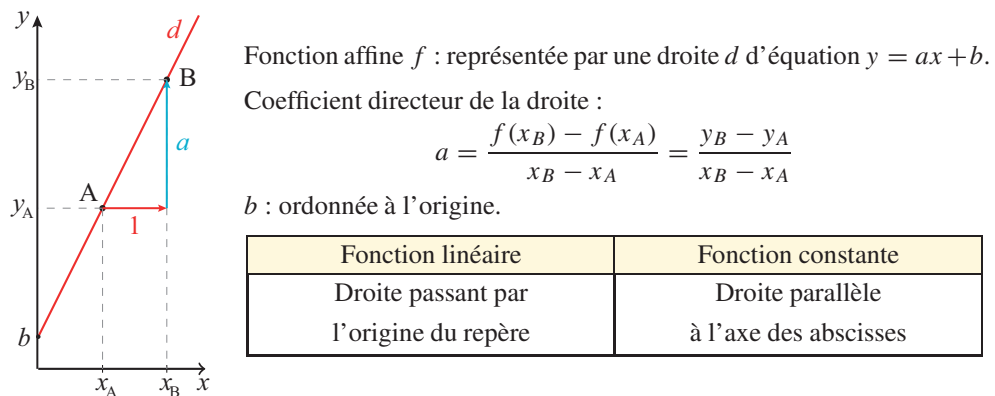 y
d
y_B
B
a
A
y_A
1
b
x_A
x_B
x
Fonction affine f : représentée par une droite d d'équation y = ax + b.
Coefficient directeur de la droite :
a = \frac{f(x_B) - f(x_A)}{x_B - x_A} = \frac{y_B - y_A}{x_B - x_A}
b : ordonnée à l'origine.
Fonction linéaire
Fonction constante
Droite passant par
l'origine du repère
Droite parallèle
à l'axe des abscisses